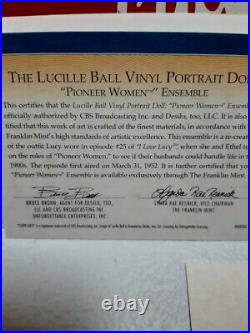 THE LUCILLE BALL VINYL PORTRAIT DOL
"PIONEER WOMEN" ENSEMBLE
This certifies that the Lucille Ball Vinyl Portrait Doll: "Pioneer Women" Ensemb
officially authorized by CBS Broadcasting Inc. and Desilu, too, LLC. It is also
tified that this work of art is crafted of the finest materials, in accordance with
Franklin Mint's high standards of artistic excellence. This ensemble is a re-crea
of the outfit Lucy wore in episode #25 of "I Love Lucy", when she and Ethel to
on the roles of "Pioneer Women," to see if their husbands could handle life in the
1900s. The episode first aired on March 31, 1952. It is further certified that you
"Pioneer Women" Ensemble is available exclusively from The Franklin Mint.
BRUCE BRONN, AGENT FOR DESILU, TOO,
LLC AND CBS BROADCASTING INC.
UNFORGETTABLE ENTERPRISES, INC.
LYNDA RAE RESNICK, VICE CHAIRMAN
THE FRANKLIN MINT